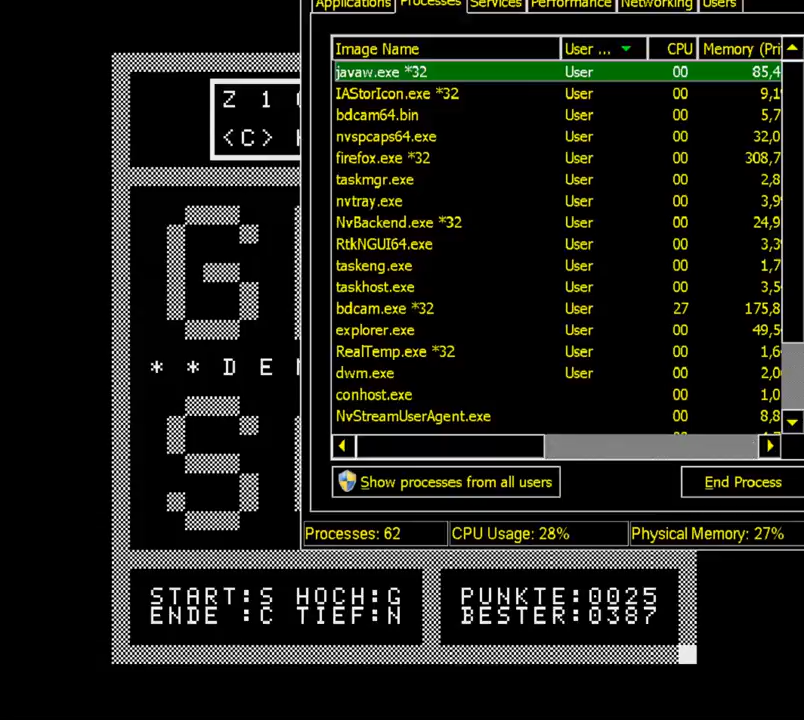 Applications Processes Services Performance Networking Users
Image Name User ... CPU Memory (Pri
javaw.exe *32 User 00 85,4
IAStorIcon.exe *32 User 00 9,1
bdcam64.bin User 00 5,7
nvspcaps64.exe User 00 32,0
firefox.exe *32 User 00 308,7
taskmgr.exe User 00 2,8
nvtray.exe User 00 3,9
NvBackend.exe *32 User 00 24,9
RtkNGUI64.exe User 00 3,3
taskeng.exe User 00 1,7
taskhost.exe User 00 3,5
bdcam.exe *32 User 27 175,8
explorer.exe User 00 49,5
RealTemp.exe *32 User 00 1,6
dwm.exe User 00 2,0
conhost.exe 00 1,0
NvStreamUserAgent.exe 00 8,8
Show processes from all users End Process
Processes: 62 CPU Usage: 28% Physical Memory: 27%
Z 1
<C>
G
* * D E
S
START:S HOCH:G
ENDE :C TIEF:N
PUNKTE:0025
BESTER:0387